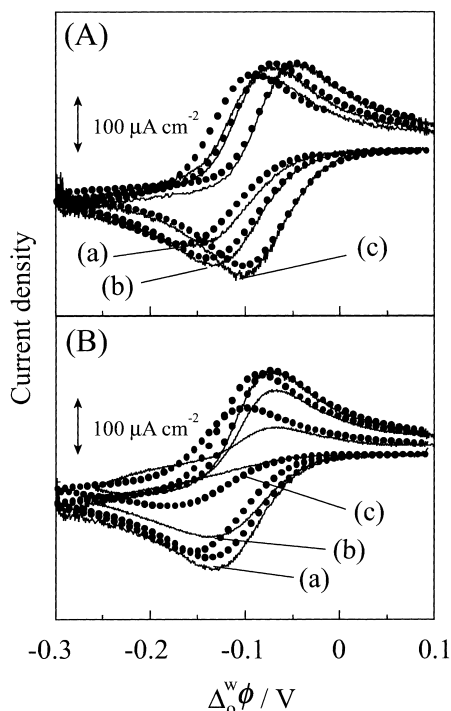 (A)
100 μA cm⁻²
(a)
(b)
(c)
Current density
(B)
100 μA cm⁻²
(c)
(b)
(a)
-0.3 -0.2 -0.1 0 0.1
Δ_o^w ϕ / V